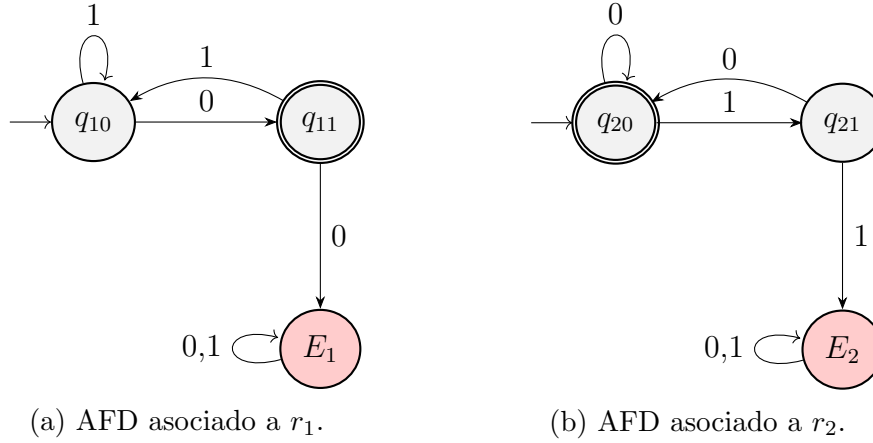 1
0
1
0
0
1
q10
q11
q20
q21
0
1
0,1
E1
0,1
E2
(a) AFD asociado a r1.
(b) AFD asociado a r2.